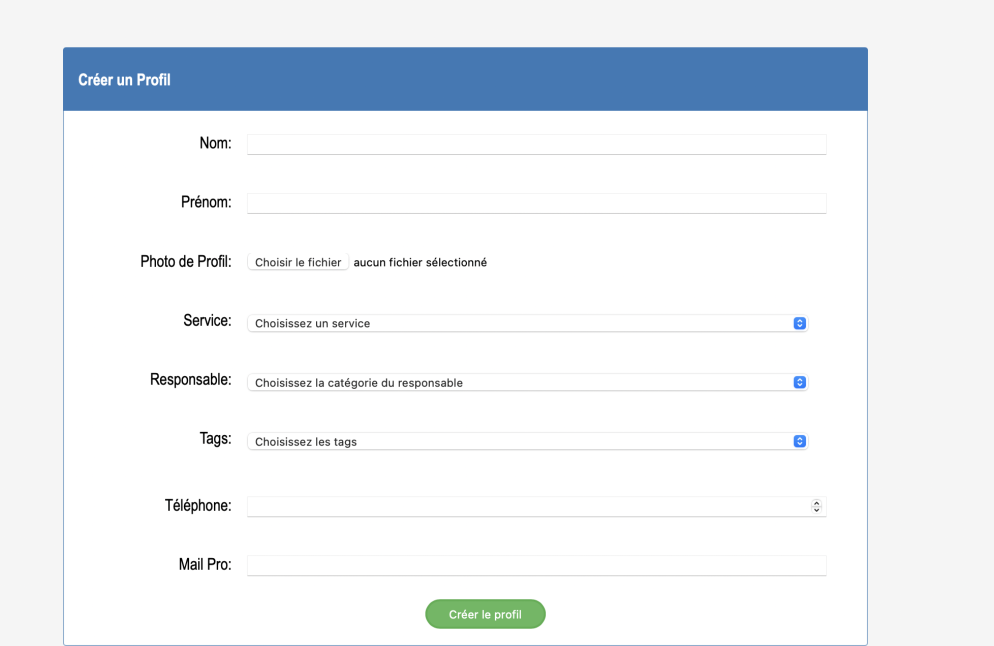 Créer un Profil
Nom:
Prénom:
Photo de Profil: Choisir le fichier aucun fichier sélectionné
Service: Choisissez un service
Responsable: Choisissez la catégorie du responsable
Tags: Choisissez les tags
Téléphone:
Mail Pro:
Créer le profil